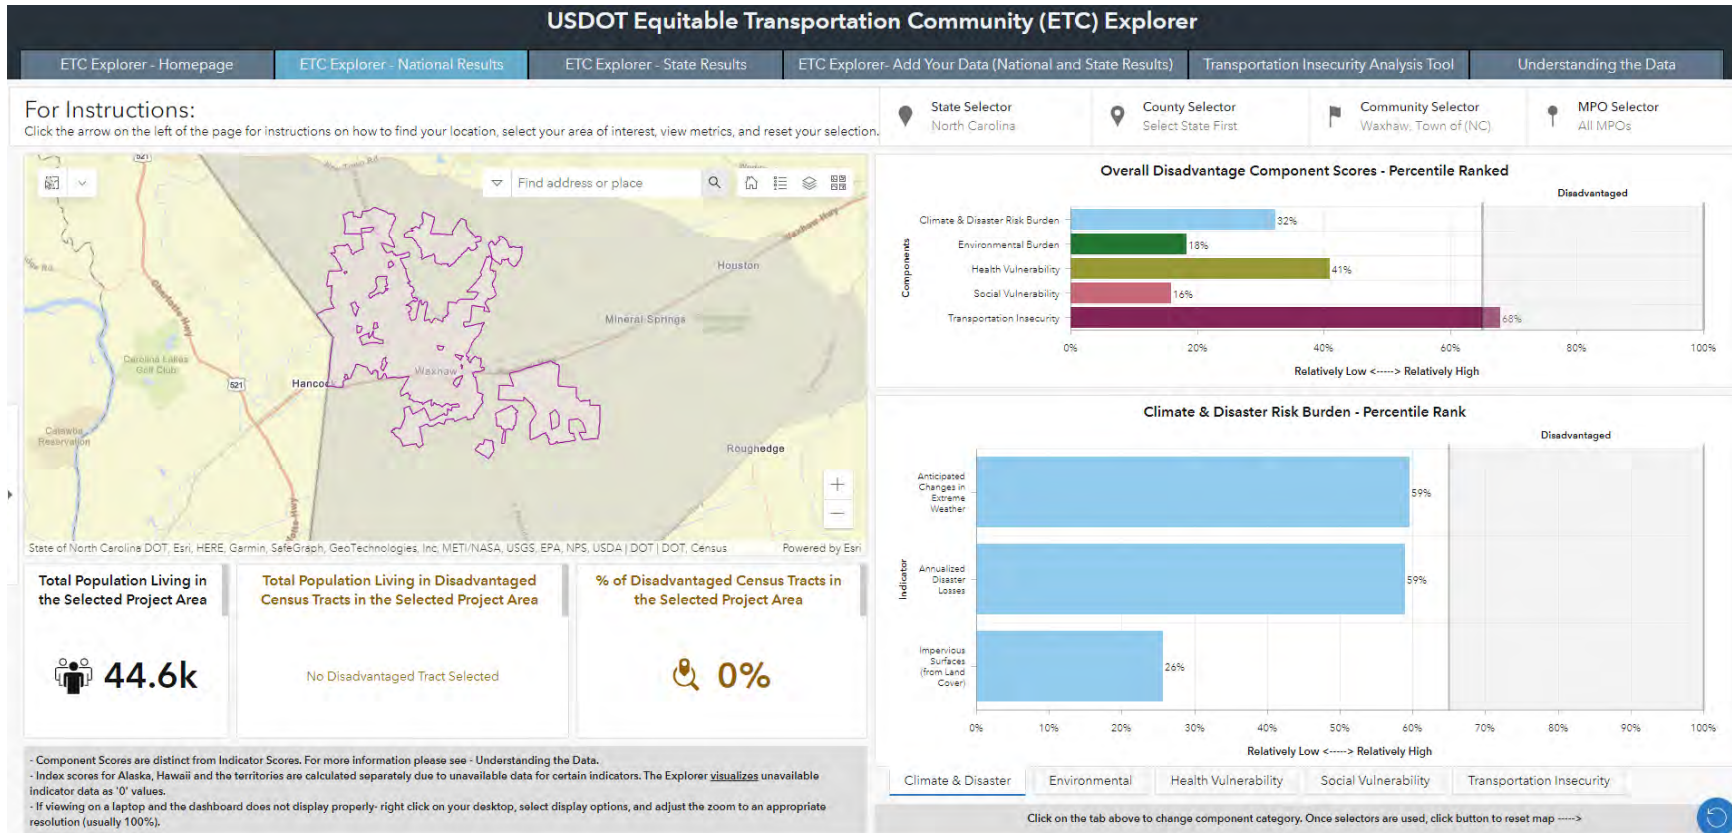 USDOT Equitable Transportation Community (ETC) Explorer
ETC Explorer - Homepage
ETC Explorer - National Results
ETC Explorer - State Results
ETC Explorer- Add Your Data (National and State Results)
Transportation Insecurity Analysis Tool
Understanding the Data
For Instructions:
Click the arrow on the left of the page for instructions on how to find your location, select your area of interest, view metrics, and reset your selection.
State Selector
North Carolina
County Selector
Select State First
Community Selector
Waxhaw, Town of (NC)
MPO Selector
All MPOs
521
Find address or place
Waxhaw Hwy
Houston
Charlotte Hwy
Mineral Springs
Carolina Lakes
Golf Club
Waxhaw
521
Hancock
Catawba
Reservation
Roughedge
State of North Carolina DOT, Esri, HERE, Garmin, SafeGraph, GeoTechnologies, Inc, METI/NASA, USGS, EPA, NPS, USDA | DOT | DOT, Census
Powered by Esri
Total Population Living in
the Selected Project Area
44.6k
Total Population Living in Disadvantaged
Census Tracts in the Selected Project Area
No Disadvantaged Tract Selected
% of Disadvantaged Census Tracts in
the Selected Project Area
0%
- Component Scores are distinct from Indicator Scores. For more information please see - Understanding the Data.
- Index scores for Alaska, Hawaii and the territories are calculated separately due to unavailable data for certain indicators. The Explorer visualizes unavailable
indicator data as '0' values.
- If viewing on a laptop and the dashboard does not display properly- right click on your desktop, select display options, and adjust the zoom to an appropriate
resolution (usually 100%).
Overall Disadvantage Component Scores - Percentile Ranked
Disadvantaged
Components
Climate & Disaster Risk Burden
32%
Environmental Burden
18%
Health Vulnerability
41%
Social Vulnerability
16%
Transportation Insecurity
68%
0%
20%
40%
60%
80%
100%
Relatively Low <-----> Relatively High
Climate & Disaster Risk Burden - Percentile Rank
Disadvantaged
Indicator
Anticipated
Changes in
Extreme
Weather
59%
Annualized
Disaster
Losses
59%
Impervious
Surfaces
(from Land
Cover)
26%
0%
10%
20%
30%
40%
50%
60%
70%
80%
90%
100%
Relatively Low <-----> Relatively High
Climate & Disaster
Environmental
Health Vulnerability
Social Vulnerability
Transportation Insecurity
Click on the tab above to change component category. Once selectors are used, click button to reset map ----->